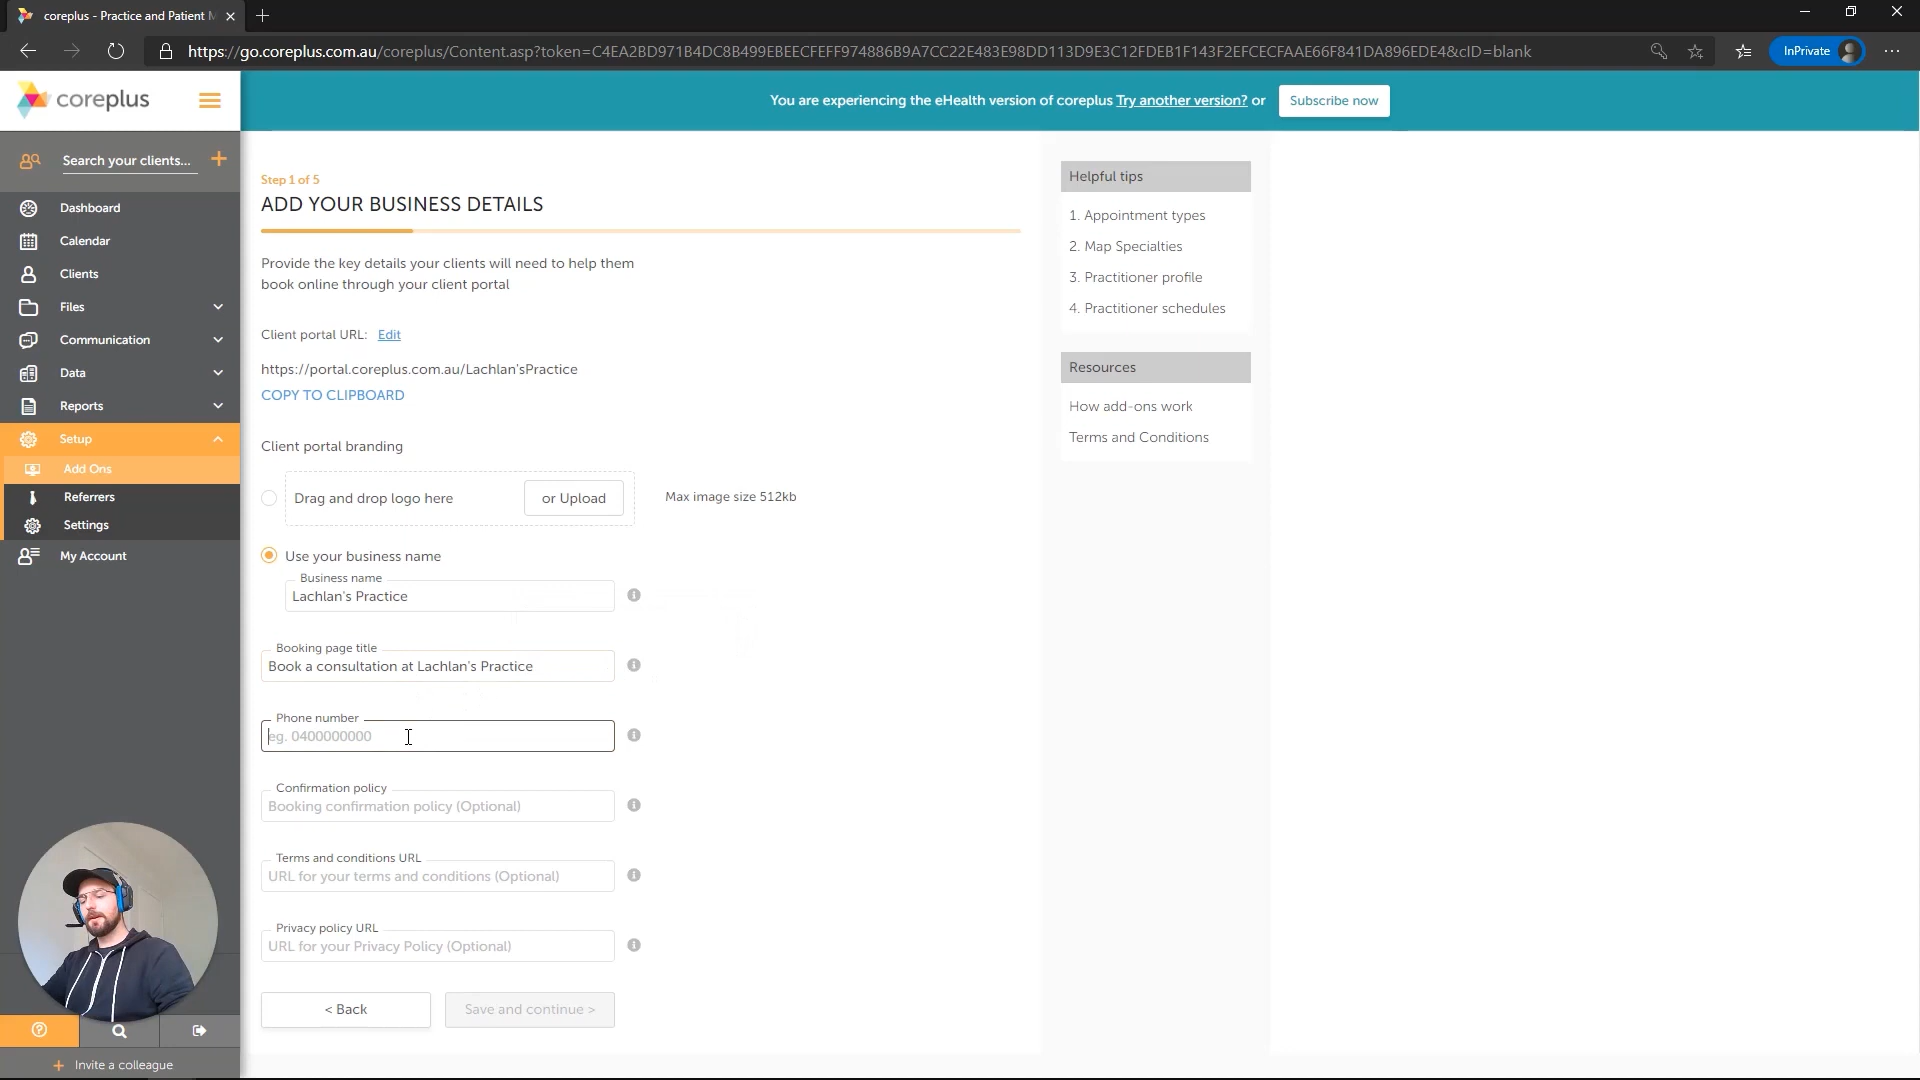 coreplus - Practice and Patient M
https://go.coreplus.com.au/coreplus/Content.asp?token=C4EA2BD971B4DC8B499EBEECFEFF974886B9A7CC22E483E98DD113D9E3C12FDEB1F143F2EFCECFAAE66F841DA896EDE4&cID=blank
InPrivate
coreplus
You are experiencing the eHealth version of coreplus Try another version? or
Subscribe now
Search your clients...
Dashboard
Calendar
Clients
Files
Communication
Data
Reports
Setup
Add Ons
Referrers
Settings
My Account
Invite a colleague
Step 1 of 5
ADD YOUR BUSINESS DETAILS
Provide the key details your clients will need to help them
book online through your client portal
Client portal URL: Edit
https://portal.coreplus.com.au/Lachlan'sPractice
COPY TO CLIPBOARD
Client portal branding
Drag and drop logo here
or Upload
Max image size 512kb
Use your business name
Business name
Lachlan's Practice
Booking page title
Book a consultation at Lachlan's Practice
Phone number
eg. 0400000000
Confirmation policy
Booking confirmation policy (Optional)
Terms and conditions URL
URL for your terms and conditions (Optional)
Privacy policy URL
URL for your Privacy Policy (Optional)
< Back
Save and continue >
Helpful tips
1. Appointment types
2. Map Specialties
3. Practitioner profile
4. Practitioner schedules
Resources
How add-ons work
Terms and Conditions